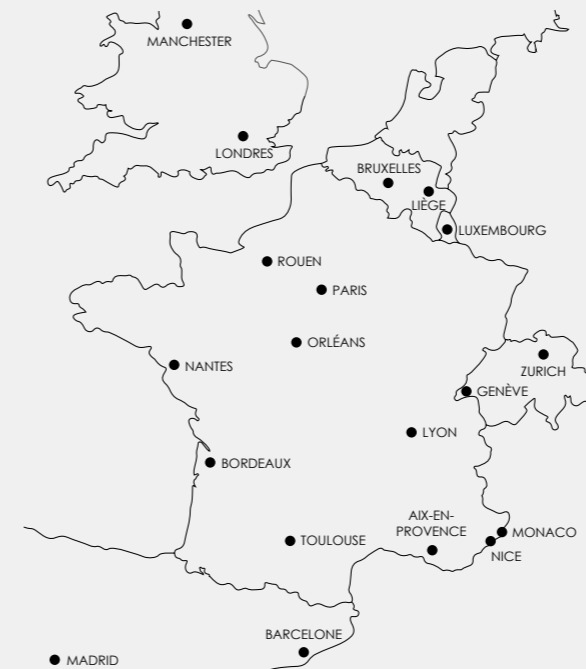 MANCHESTER
LONDRES
BRUXELLES
LIÈGE
LUXEMBOURG
ROUEN
PARIS
ORLÉANS
NANTES
ZURICH
GENÈVE
LYON
BORDEAUX
AIX-EN-
PROVENCE
MONACO
TOULOUSE
NICE
BARCELONE
MADRID